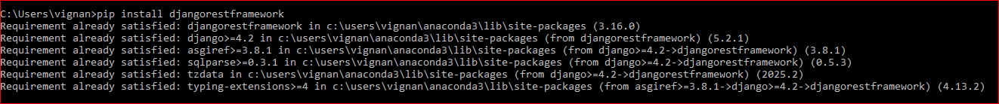 C:\Users\vignan>pip install djangorestframework
Requirement already satisfied: djangorestframework in c:\users\vignan\anaconda3\lib\site-packages (3.16.0)
Requirement already satisfied: django>=4.2 in c:\users\vignan\anaconda3\lib\site-packages (from djangorestframework) (5.2.1)
Requirement already satisfied: asgiref>=3.8.1 in c:\users\vignan\anaconda3\lib\site-packages (from django>=4.2->djangorestframework) (3.8.1)
Requirement already satisfied: sqlparse>=0.3.1 in c:\users\vignan\anaconda3\lib\site-packages (from django>=4.2->djangorestframework) (0.5.3)
Requirement already satisfied: tzdata in c:\users\vignan\anaconda3\lib\site-packages (from django>=4.2->djangorestframework) (2025.2)
Requirement already satisfied: typing-extensions>=4 in c:\users\vignan\anaconda3\lib\site-packages (from asgiref>=3.8.1->django>=4.2->djangorestframework) (4.13.2)